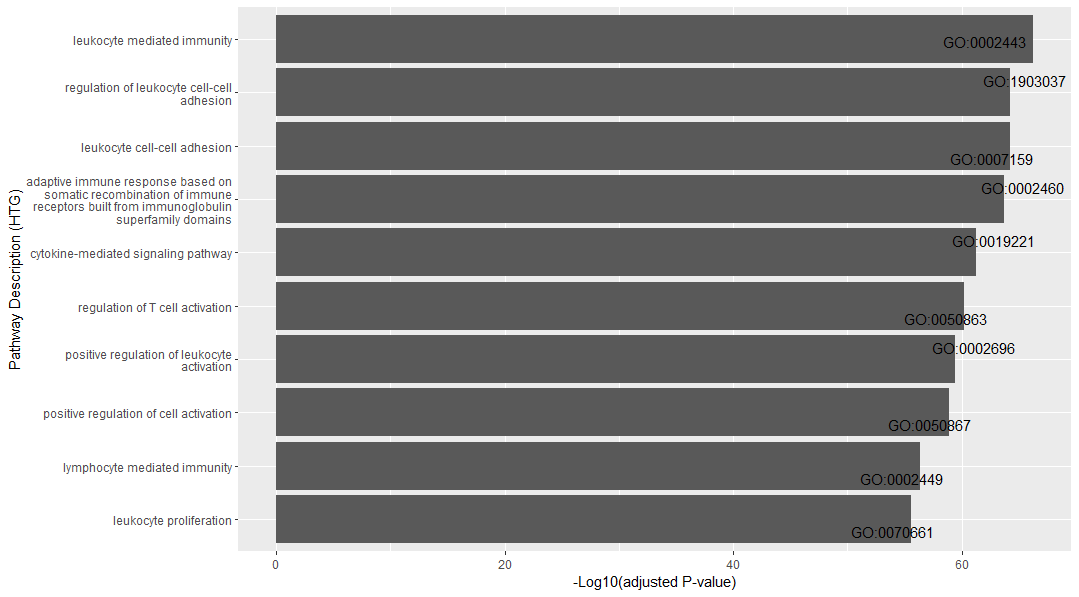 leukocyte mediated immunity
GO:0002443
regulation of leukocyte cell-cell
adhesion
GO:1903037
leukocyte cell-cell adhesion
GO:0007159
adaptive immune response based on
somatic recombination of immune
receptors built from immunoglobulin
superfamily domains
GO:0002460
cytokine-mediated signaling pathway
GO:0019221
regulation of T cell activation
GO:0050863
positive regulation of leukocyte
activation
GO:0002696
positive regulation of cell activation
GO:0050867
lymphocyte mediated immunity
GO:0002449
leukocyte proliferation
GO:0070661
Pathway Description (HTG)
0 20 40 60
-Log10(adjusted P-value)